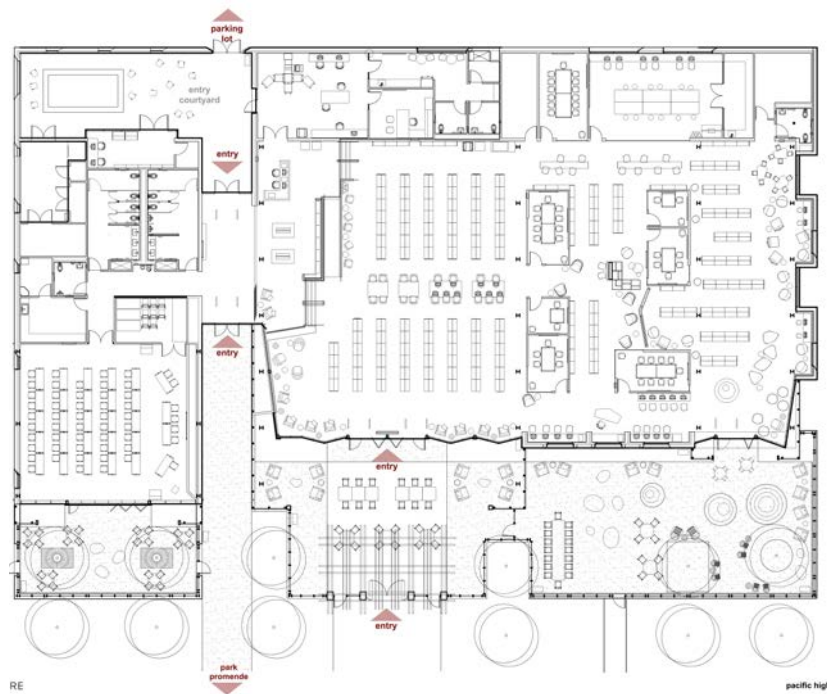 parking
lot
entry
courtyard
entry
entry
entry
entry
park
promende
RE
pacific high